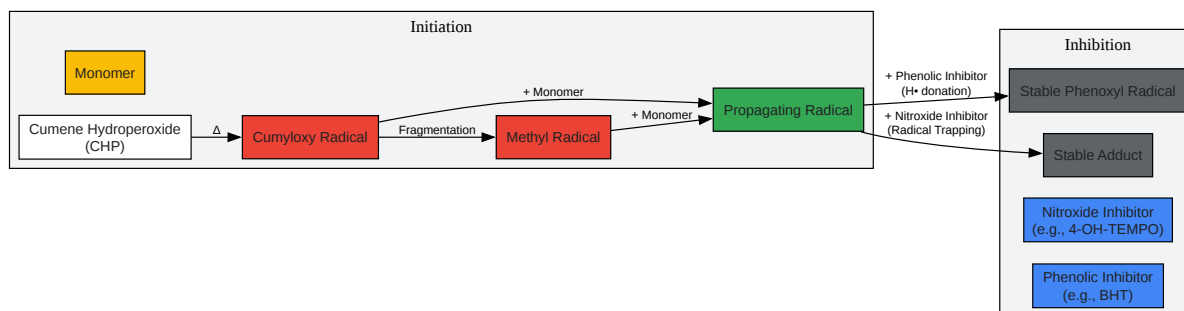 Initiation
Monomer
Cumene Hydroperoxide
(CHP)
Δ
Cumyloxy Radical
+ Monomer
Fragmentation
Methyl Radical
+ Monomer
Propagating Radical
+ Phenolic Inhibitor
(H• donation)
+ Nitroxide Inhibitor
(Radical Trapping)
Inhibition
Stable Phenoxyl Radical
Stable Adduct
Nitroxide Inhibitor
(e.g., 4-OH-TEMPO)
Phenolic Inhibitor
(e.g., BHT)